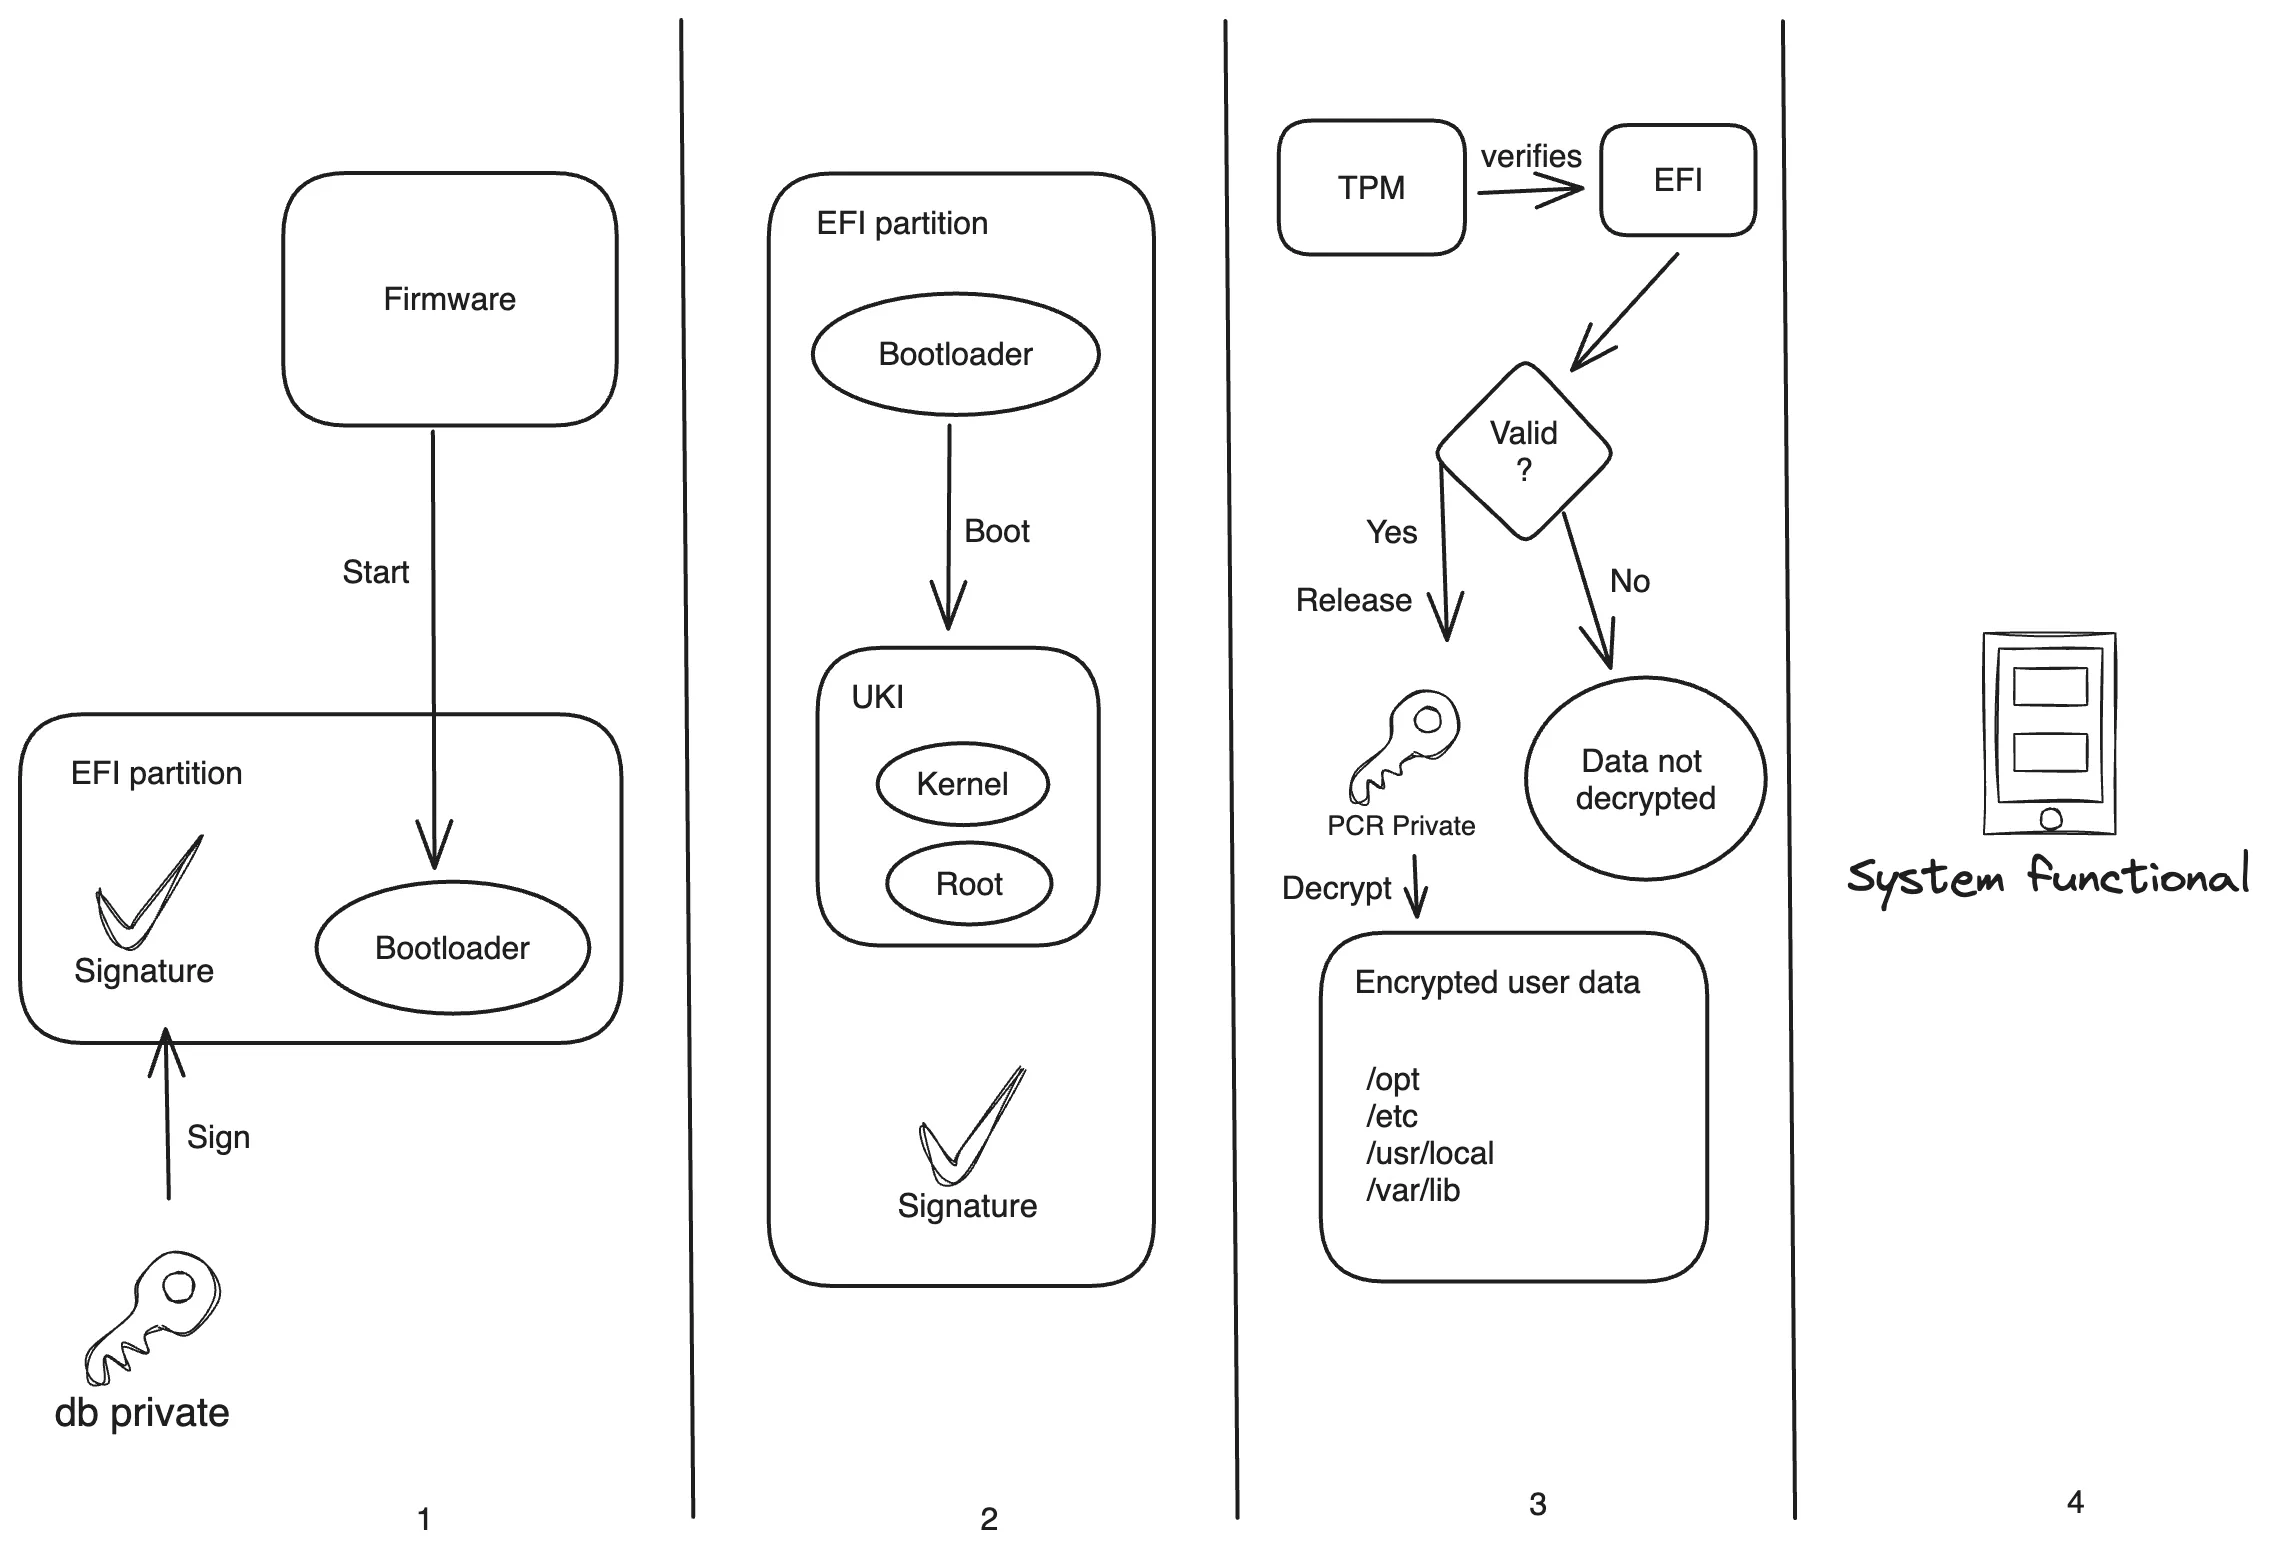 Firmware
Start
EFI partition
Signature
Bootloader
Sign
db private
1
EFI partition
Bootloader
Boot
UKI
Kernel
Root
Signature
2
TPM
verifies
EFI
Valid
?
Yes
Release
No
PCR Private
Data not
decrypted
Decrypt
Encrypted user data
/opt
/etc
/usr/local
/var/lib
3
System functional
4